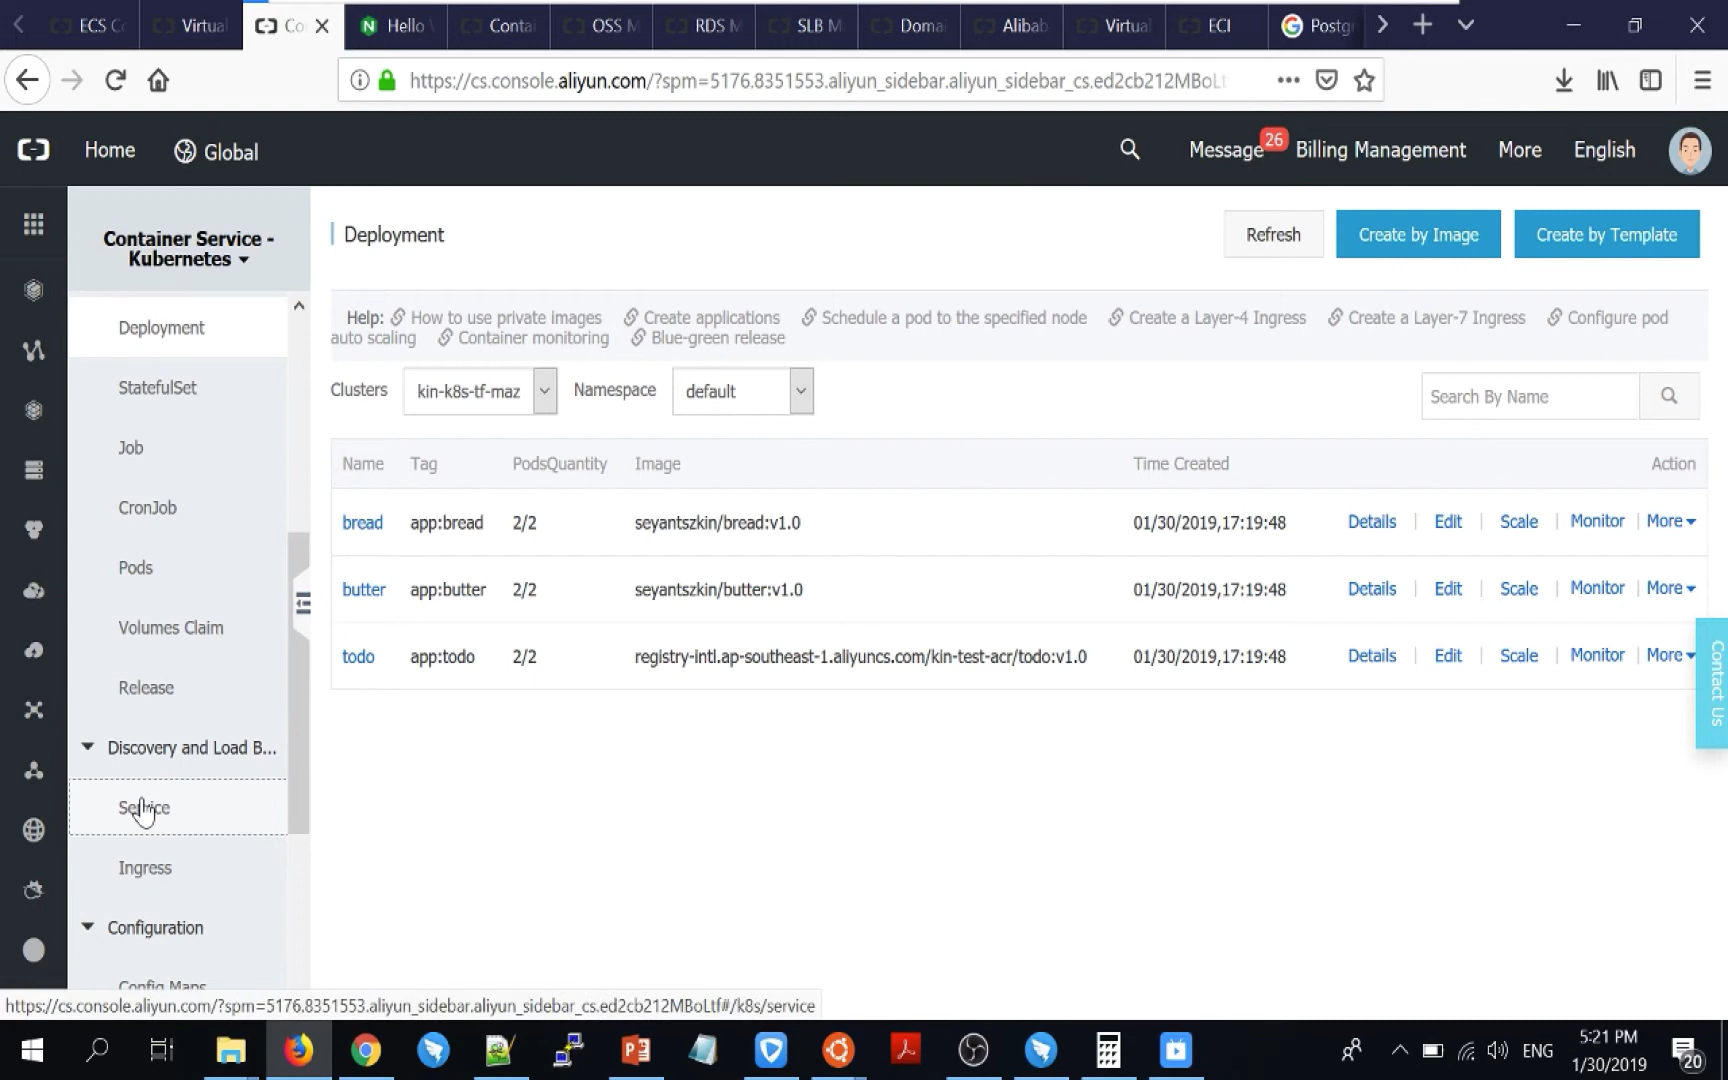 ECS Co
Virtual
Co
Hello
Contai
OSS M
RDS M
SLB M
Domai
Alibab
Virtual
ECI
Postgr
https://cs.console.aliyun.com/?spm=5176.8351553.aliyun_sidebar.aliyun_sidebar_cs.ed2cb212MBoLtf
Home
Global
Message
26
Billing Management
More
English
Container Service -
Kubernetes
Deployment
StatefulSet
Job
CronJob
Pods
Volumes Claim
Release
Discovery and Load B...
Service
Ingress
Configuration
Config Maps
Deployment
Refresh
Create by Image
Create by Template
Help: How to use private images Create applications Schedule a pod to the specified node Create a Layer-4 Ingress Create a Layer-7 Ingress Configure pod
auto scaling Container monitoring Blue-green release
Clusters kin-k8s-tf-maz Namespace default
Search By Name
Name Tag PodsQuantity Image Time Created Action
bread app:bread 2/2 seyantszkin/bread:v1.0 01/30/2019,17:19:48 Details Edit Scale Monitor More
butter app:butter 2/2 seyantszkin/butter:v1.0 01/30/2019,17:19:48 Details Edit Scale Monitor More
todo app:todo 2/2 registry-intl.ap-southeast-1.aliyuncs.com/kin-test-acr/todo:v1.0 01/30/2019,17:19:48 Details Edit Scale Monitor More
Contact Us
https://cs.console.aliyun.com/?spm=5176.8351553.aliyun_sidebar.aliyun_sidebar_cs.ed2cb212MBoLtf#/k8s/service
ENG
5:21 PM
1/30/2019
20